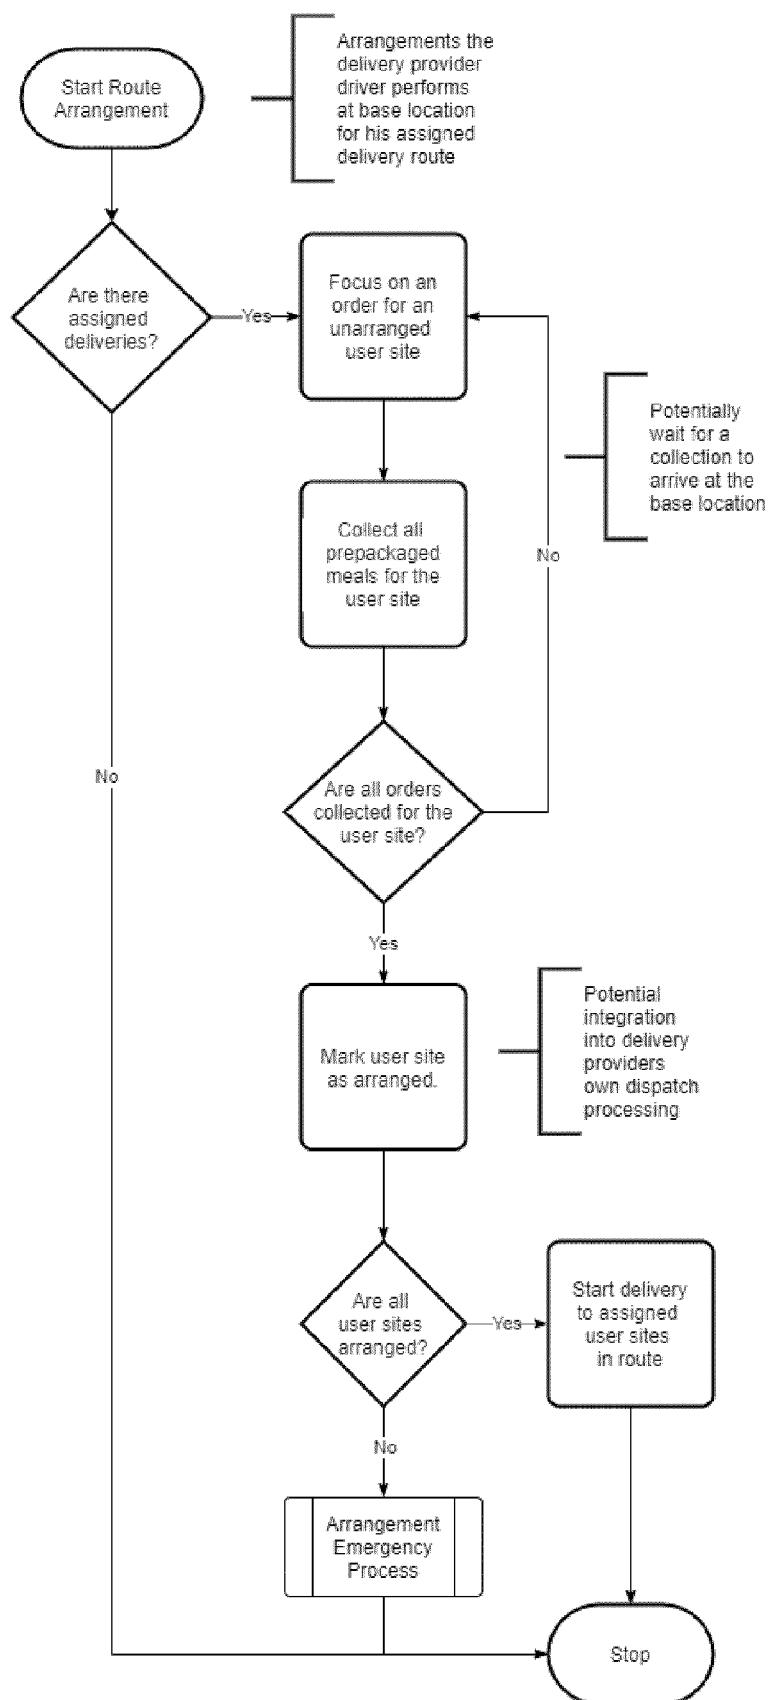 Start Route
Arrangement
Arrangements the
delivery provider
driver performs
at base location
for his assigned
delivery route
Are there
assigned
deliveries?
Yes
Focus on an
order for an
unarranged
user site
Potentially
wait for a
collection to
arrive at the
base location
Collect all
prepackaged
meals for the
user site
No
No
Are all orders
collected for the
user site?
Yes
Mark user site
as arranged.
Potential
integration
into delivery
providers
own dispatch
processing
Are all
user sites
arranged?
Yes
Start delivery
to assigned
user sites
in route
No
Arrangement
Emergency
Process
Stop